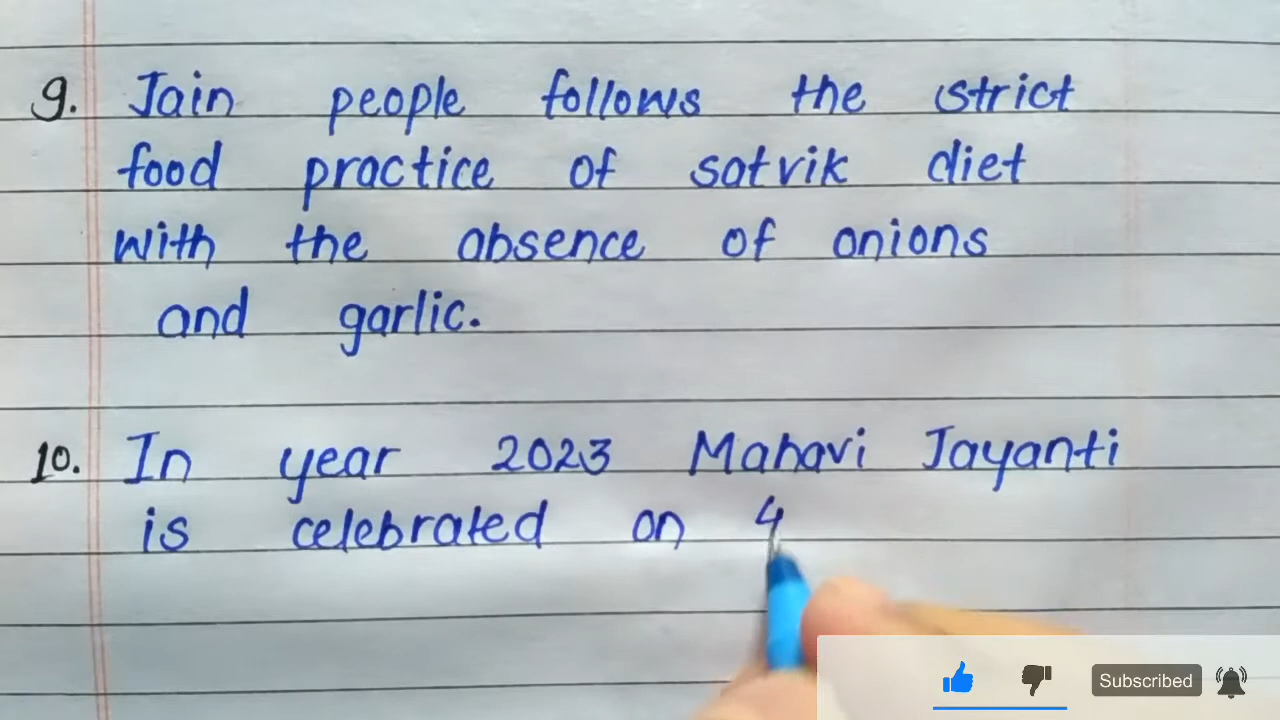 9. Jain people follows the strict
food practice of satvik diet
with the absence of onions
and garlic.
10. In year 2023 Mahavi Jayanti
is celebrated on 4
Subscribed